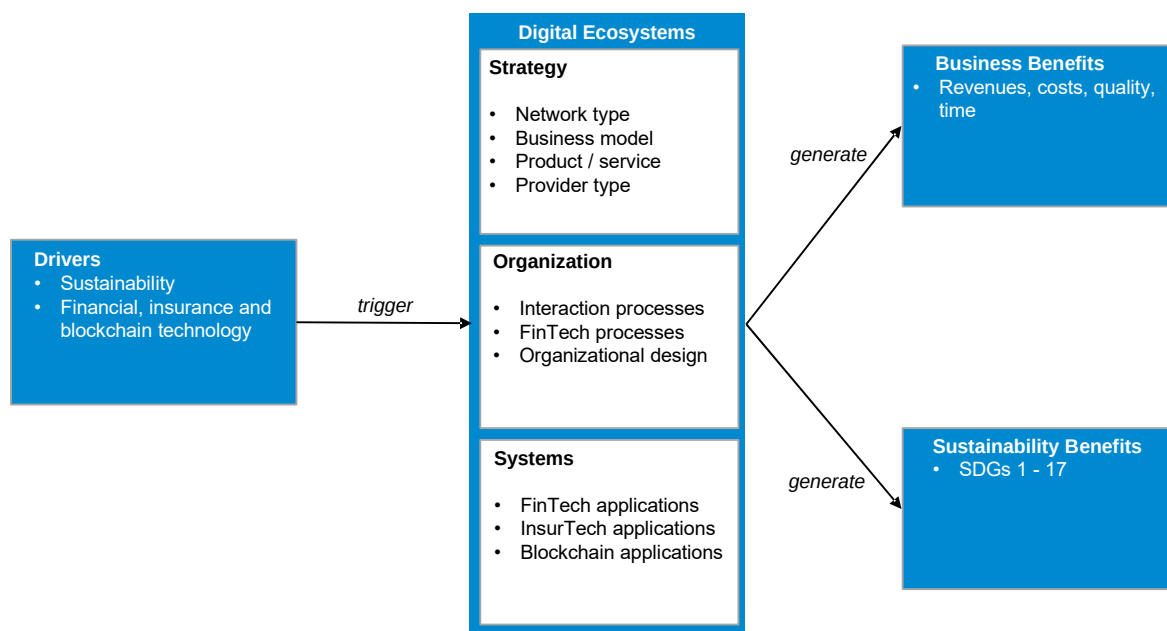 Drivers
• Sustainability
• Financial, insurance and
blockchain technology
trigger
Digital Ecosystems
Strategy
• Network type
• Business model
• Product / service
• Provider type
Organization
• Interaction processes
• FinTech processes
• Organizational design
Systems
• FinTech applications
• InsurTech applications
• Blockchain applications
generate
Business Benefits
• Revenues, costs, quality,
time
generate
Sustainability Benefits
• SDGs 1 - 17